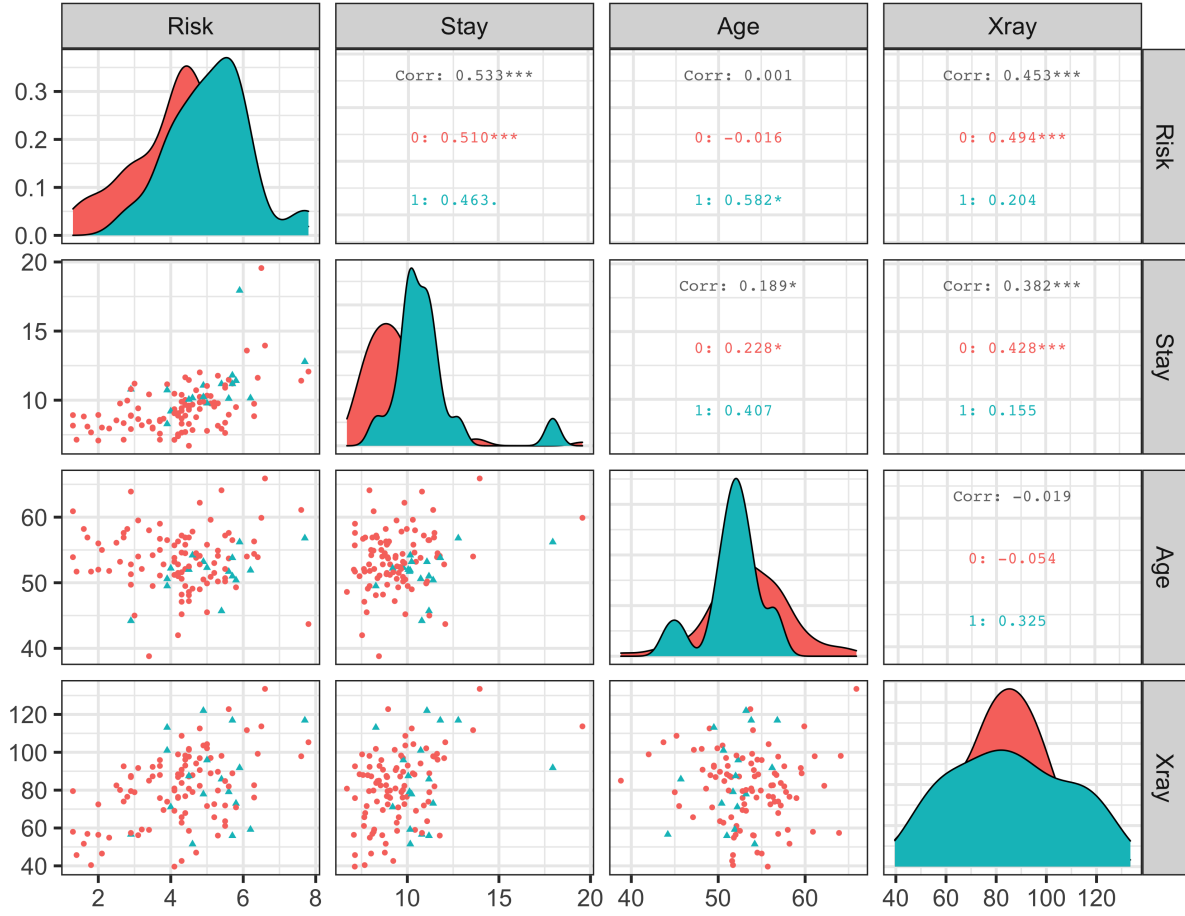 Risk Stay Age Xray
Corr: 0.533*** Corr: 0.001 Corr: 0.453***
0.3
0: 0.510*** 0: -0.016 0: 0.494***
Risk
0.2
1: 0.463. 1: 0.582* 1: 0.204
0.1
0.0
20
Corr: 0.189* Corr: 0.382***
15
0: 0.228* 0: 0.428***
Stay
10
1: 0.407 1: 0.155
Corr: -0.019
60
0: -0.054
Age
50
1: 0.325
40
120
100
80
Xray
60
40
2 4 6 8 10 15 20 40 50 60 40 60 80 100 120